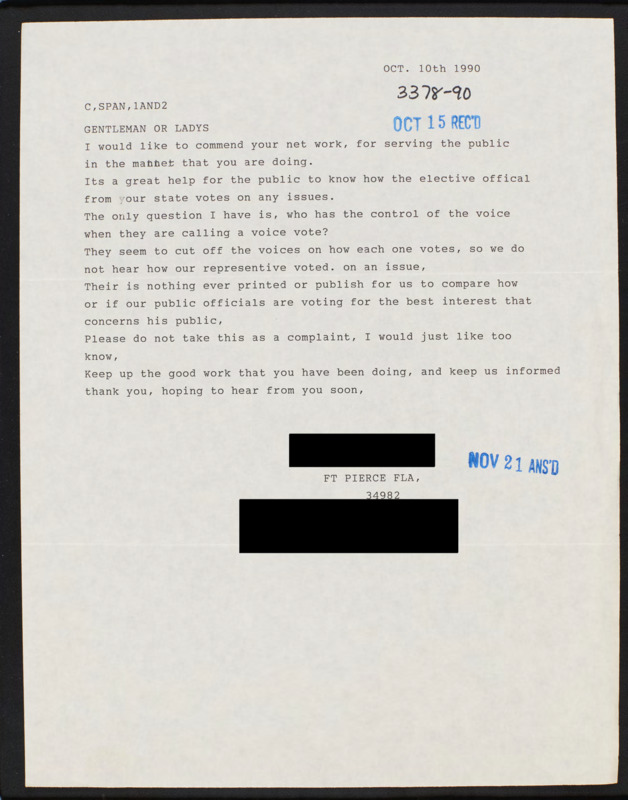 OCT. 10th 1990
3378-90
C,SPAN,1AND2
OCT 15 REC'D
GENTLEMAN OR LADYS
I would like to commend your net work, for serving the public
in the mannet that you are doing.
Its a great help for the public to know how the elective offical
from your state votes on any issues.
The only question I have is, who has the control of the voice
when they are calling a voice vote?
They seem to cut off the voices on how each one votes, so we do
not hear how our representive voted. on an issue,
Their is nothing ever printed or publish for us to compare how
or if our public officials are voting for the best interest that
concerns his public,
Please do not take this as a complaint, I would just like too
know,
Keep up the good work that you have been doing, and keep us informed
thank you, hoping to hear from you soon,
NOV 21 ANS'D
FT PIERCE FLA,
34982